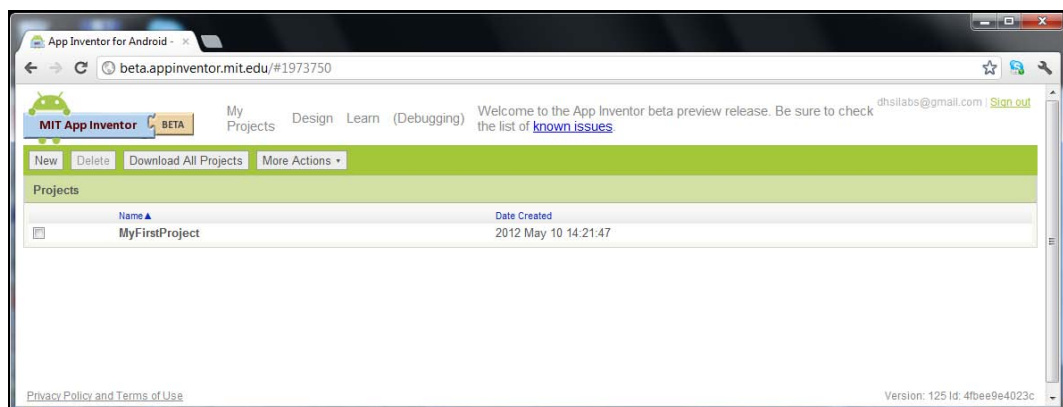 App Inventor for Android -
beta.appinventor.mit.edu/#1973750
MIT App Inventor BETA
My Projects
Design Learn (Debugging)
Welcome to the App Inventor beta preview release. Be sure to check
the list of known issues.
dhsilabs@gmail.com | Sign out
New Delete Download All Projects More Actions ▾
Projects
Name▲ Date Created
MyFirstProject 2012 May 10 14:21:47
Privacy Policy and Terms of Use Version: 125 Id: 4fbee9e4023c